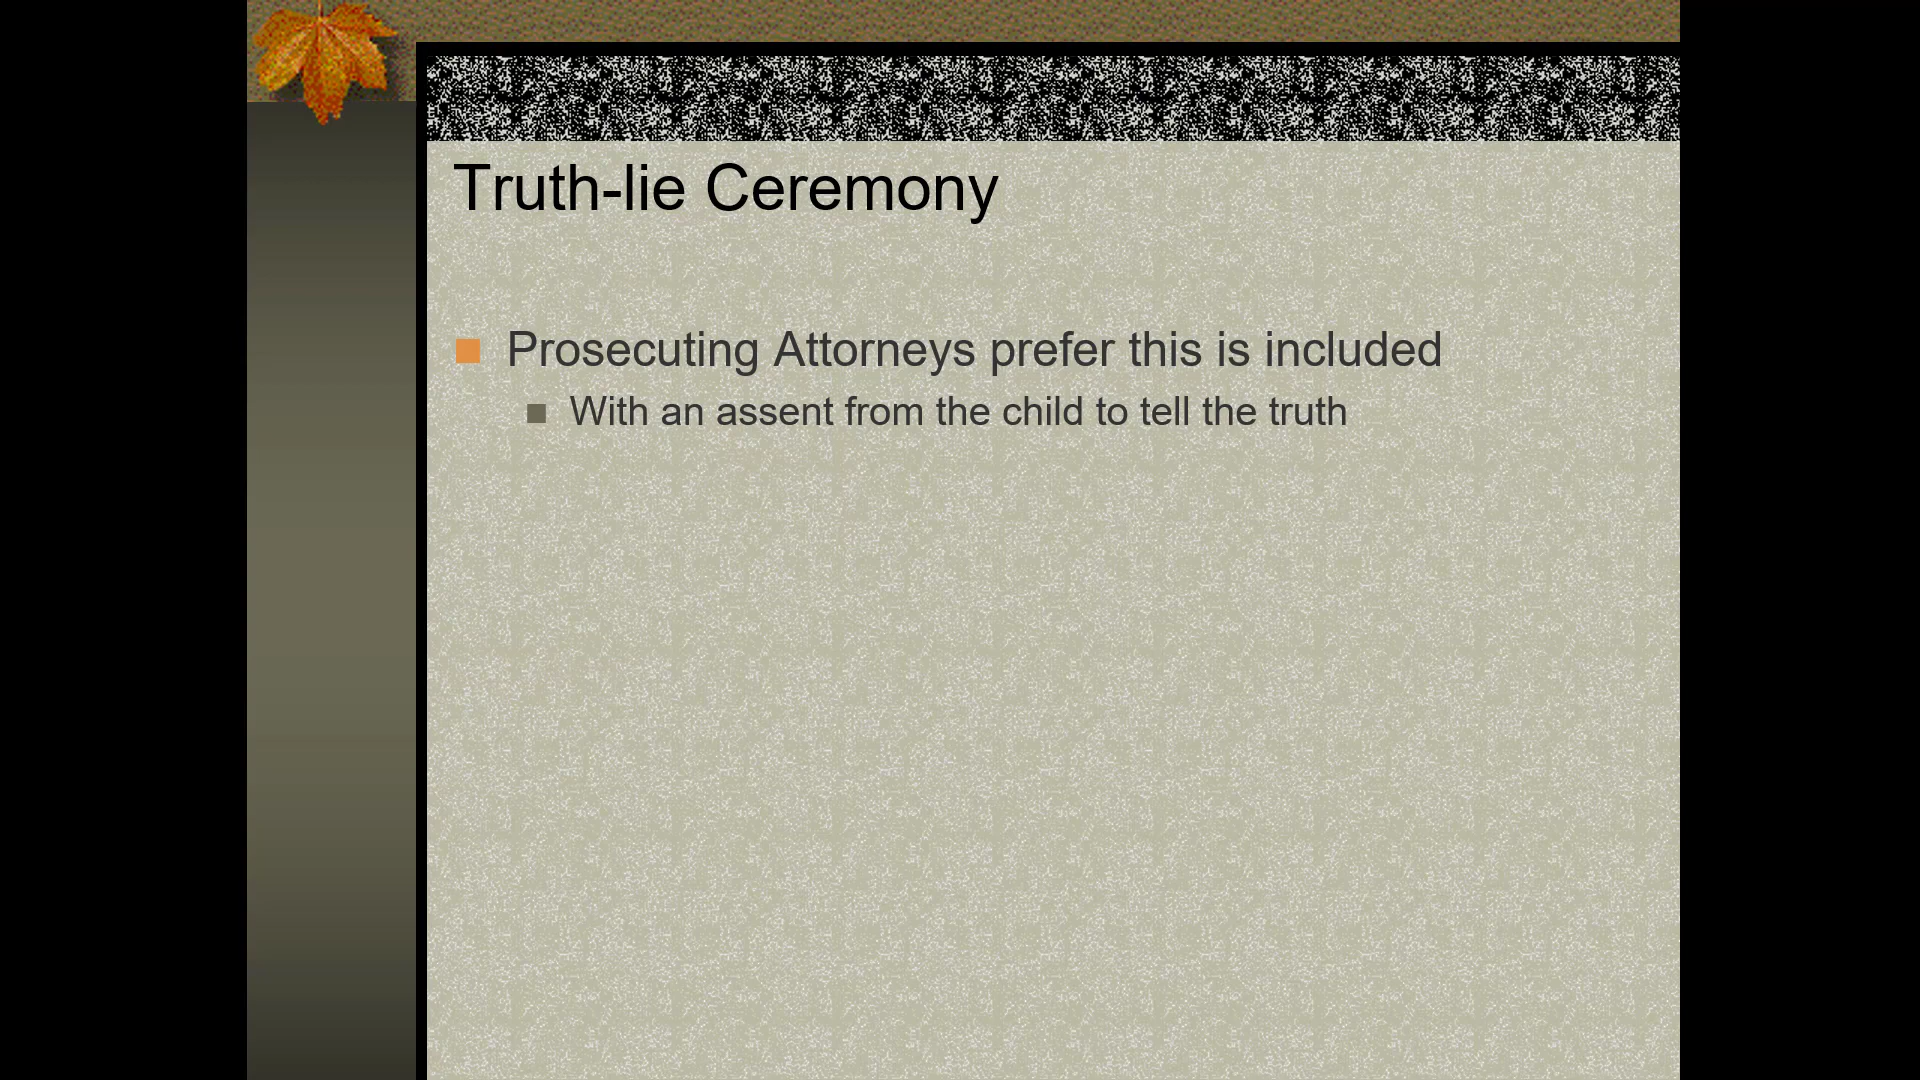 Truth-lie Ceremony
Prosecuting Attorneys prefer this is included
With an assent from the child to tell the truth